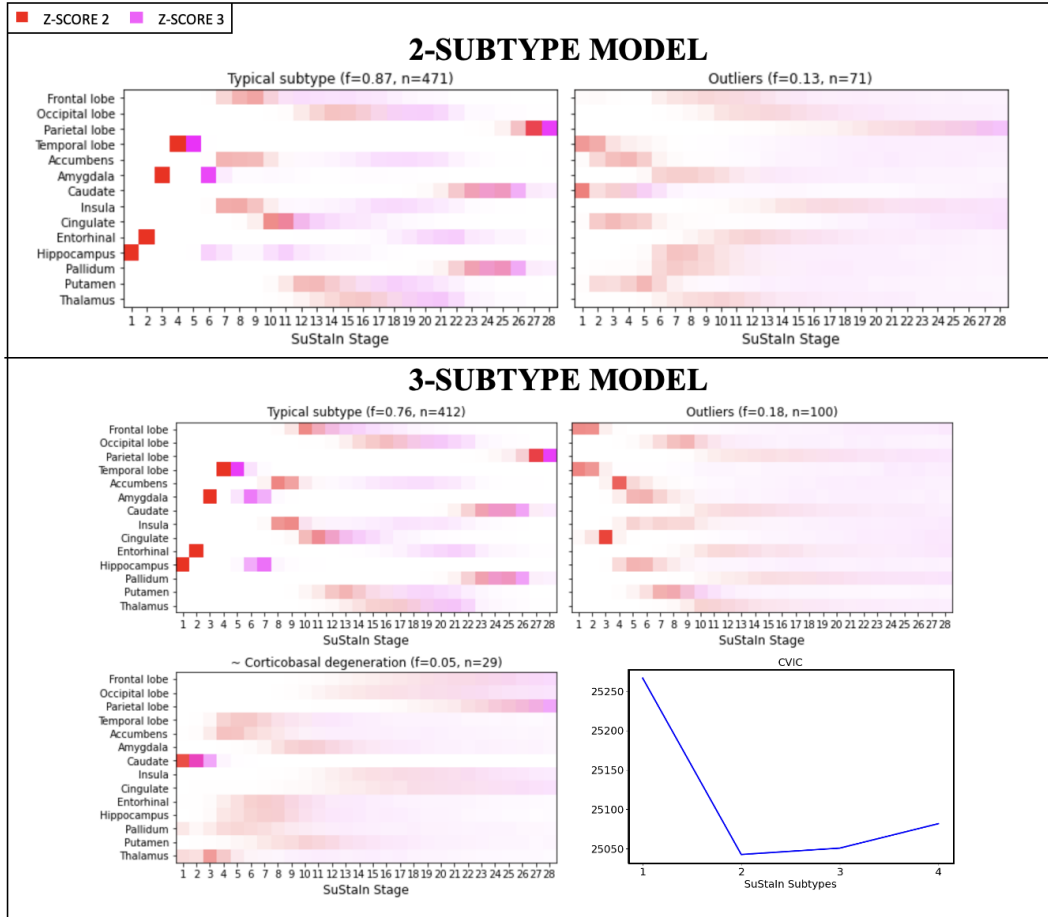 Z-SCORE 2 Z-SCORE 3
2-SUBTYPE MODEL
Typical subtype (f=0.87, n=471)
Frontal lobe
Occipital lobe
Parietal lobe
Temporal lobe
Accumbens
Amygdala
Caudate
Insula
Cingulate
Entorhinal
Hippocampus
Pallidum
Putamen
Thalamus
1 2 3 4 5 6 7 8 9 10 11 12 13 14 15 16 17 18 19 20 21 22 23 24 25 26 27 28
SuStaIn Stage
Outliers (f=0.13, n=71)
1 2 3 4 5 6 7 8 9 10 11 12 13 14 15 16 17 18 19 20 21 22 23 24 25 26 27 28
SuStaIn Stage
3-SUBTYPE MODEL
Typical subtype (f=0.76, n=412)
Frontal lobe
Occipital lobe
Parietal lobe
Temporal lobe
Accumbens
Amygdala
Caudate
Insula
Cingulate
Entorhinal
Hippocampus
Pallidum
Putamen
Thalamus
1 2 3 4 5 6 7 8 9 10 11 12 13 14 15 16 17 18 19 20 21 22 23 24 25 26 27 28
SuStaIn Stage
Outliers (f=0.18, n=100)
1 2 3 4 5 6 7 8 9 10 11 12 13 14 15 16 17 18 19 20 21 22 23 24 25 26 27 28
SuStaIn Stage
~ Corticobasal degeneration (f=0.05, n=29)
Frontal lobe
Occipital lobe
Parietal lobe
Temporal lobe
Accumbens
Amygdala
Caudate
Insula
Cingulate
Entorhinal
Hippocampus
Pallidum
Putamen
Thalamus
1 2 3 4 5 6 7 8 9 10 11 12 13 14 15 16 17 18 19 20 21 22 23 24 25 26 27 28
SuStaIn Stage
CVIC
25250
25200
25150
25100
25050
1 2 3 4
SuStaIn Subtypes